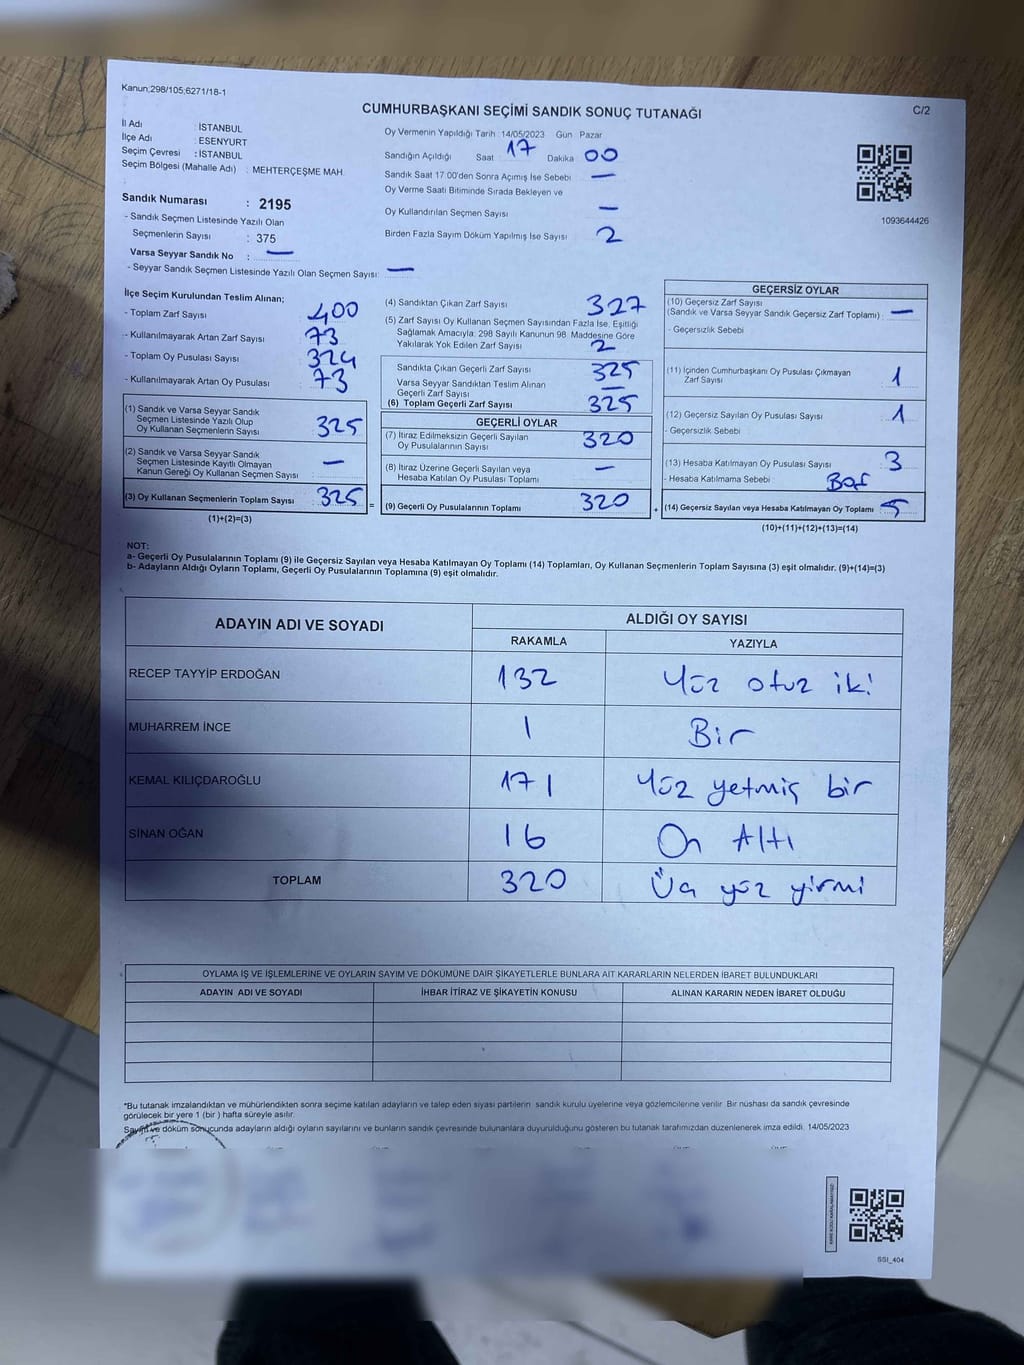 Kanun;298/105;6271/18-1
C/2
CUMHURBAŞKANI SEÇİMİ SANDIK SONUÇ TUTANAĞI
İl Adı : İSTANBUL
İlçe Adı : ESENYURT
Seçim Çevresi : İSTANBUL
Seçim Bölgesi (Mahalle Adı) : MEHTERÇEŞME MAH.
Sandık Numarası : 2195
- Sandık Seçmen Listesinde Yazılı Olan
Seçmenlerin Sayısı : 375
Varsa Seyyar Sandık No : —
- Seyyar Sandık Seçmen Listesinde Yazılı Olan Seçmen Sayısı: —
Oy Vermenin Yapıldığı Tarih : 14/05/2023 Gün Pazar
Sandığın Açıldığı Saat 17 Dakika 00
Sandık Saat 17:00'den Sonra Açımış İse Sebebi —
Oy Verme Saati Bitiminde Sırada Bekleyen ve
Oy Kullandırılan Seçmen Sayısı —
Birden Fazla Sayım Döküm Yapılmış İse Sayısı 2
1093644426
İlçe Seçim Kurulundan Teslim Alınan;
- Toplam Zarf Sayısı 400
- Kullanılmayarak Artan Zarf Sayısı 73
- Toplam Oy Pusulası Sayısı 324
- Kullanılmayarak Artan Oy Pusulası 73
(1) Sandık ve Varsa Seyyar Sandık
Seçmen Listesinde Yazılı Olup
Oy Kullanan Seçmenlerin Sayısı 325
(2) Sandık ve Varsa Seyyar Sandık
Seçmen Listesinde Kayıtlı Olmayan
Kanun Gereği Oy Kullanan Seçmen Sayısı —
(3) Oy Kullanan Seçmenlerin Toplam Sayısı 325 =
(1)+(2)=(3)
(4) Sandıktan Çıkan Zarf Sayısı 327
(5) Zarf Sayısı Oy Kullanan Seçmen Sayısından Fazla İse, Eşitliği
Sağlamak Amacıyla; 298 Sayılı Kanunun 98. Maddesine Göre
Yakılarak Yok Edilen Zarf Sayısı 2
Sandıkta Çıkan Geçerli Zarf Sayısı 325
Varsa Seyyar Sandıktan Teslim Alınan
Geçerli Zarf Sayısı —
(6) Toplam Geçerli Zarf Sayısı 325
GEÇERLİ OYLAR
(7) İtiraz Edilmeksizin Geçerli Sayılan
Oy Pusulalarının Sayısı 320
(8) İtiraz Üzerine Geçerli Sayılan veya
Hesaba Katılan Oy Pusulası Toplamı —
(9) Geçerli Oy Pusulalarının Toplamı 320 +
GEÇERSİZ OYLAR
(10) Geçersiz Zarf Sayısı
(Sandık ve Varsa Seyyar Sandık Geçersiz Zarf Toplamı) —
- Geçersizlik Sebebi
(11) İçinden Cumhurbaşkanı Oy Pusulası Çıkmayan
Zarf Sayısı 1
(12) Geçersiz Sayılan Oy Pusulası Sayısı 1
- Geçersizlik Sebebi
(13) Hesaba Katılmayan Oy Pusulası Sayısı 3
- Hesaba Katılmama Sebebi
(14) Geçersiz Sayılan veya Hesaba Katılmayan Oy Toplamı 5
(10)+(11)+(12)+(13)=(14)
NOT:
a- Geçerli Oy Pusulalarının Toplamı (9) ile Geçersiz Sayılan veya Hesaba Katılmayan Oy Toplamı (14) Toplamları, Oy Kullanan Seçmenlerin Toplam Sayısına (3) eşit olmalıdır. (9)+(14)=(3)
b- Adayların Aldığı Oyların Toplamı, Geçerli Oy Pusulalarının Toplamına (9) eşit olmalıdır.
ADAYIN ADI VE SOYADI
ALDIĞI OY SAYISI
RAKAMLA YAZIYLA
RECEP TAYYİP ERDOĞAN 132 Yüz otuz iki
MUHARREM İNCE 1 Bir
KEMAL KILIÇDAROĞLU 171 Yüz yetmiş bir
SİNAN OĞAN 16 On Altı
TOPLAM 320 Üç yüz yirmi
OYLAMA İŞ VE İŞLEMLERİNE VE OYLARIN SAYIM VE DÖKÜMÜNE DAİR ŞİKAYETLERLE BUNLARA AİT KARARLARIN NELERDEN İBARET BULUNDUKLARI
ADAYIN ADI VE SOYADI İHBAR İTİRAZ VE ŞİKAYETİN KONUSU ALINAN KARARIN NEDEN İBARET OLDUĞU
*Bu tutanak imzalandıktan ve mühürlendikten sonra seçime katılan adayların ve talep eden siyasi partilerin sandık kurulu üyelerine veya gözlemcilerine verilir. Bir nüshası da sandık çevresinde
görülecek bir yere 1 (bir ) hafta süreyle asılır.
Sayım ve döküm sonucunda adayların aldığı oyların sayılarını ve bunların sandık çevresinde bulunanlara duyurulduğunu gösteren bu tutanak tarafımızdan düzenlenerek imza edildi. 14/05/2023
SSI_404